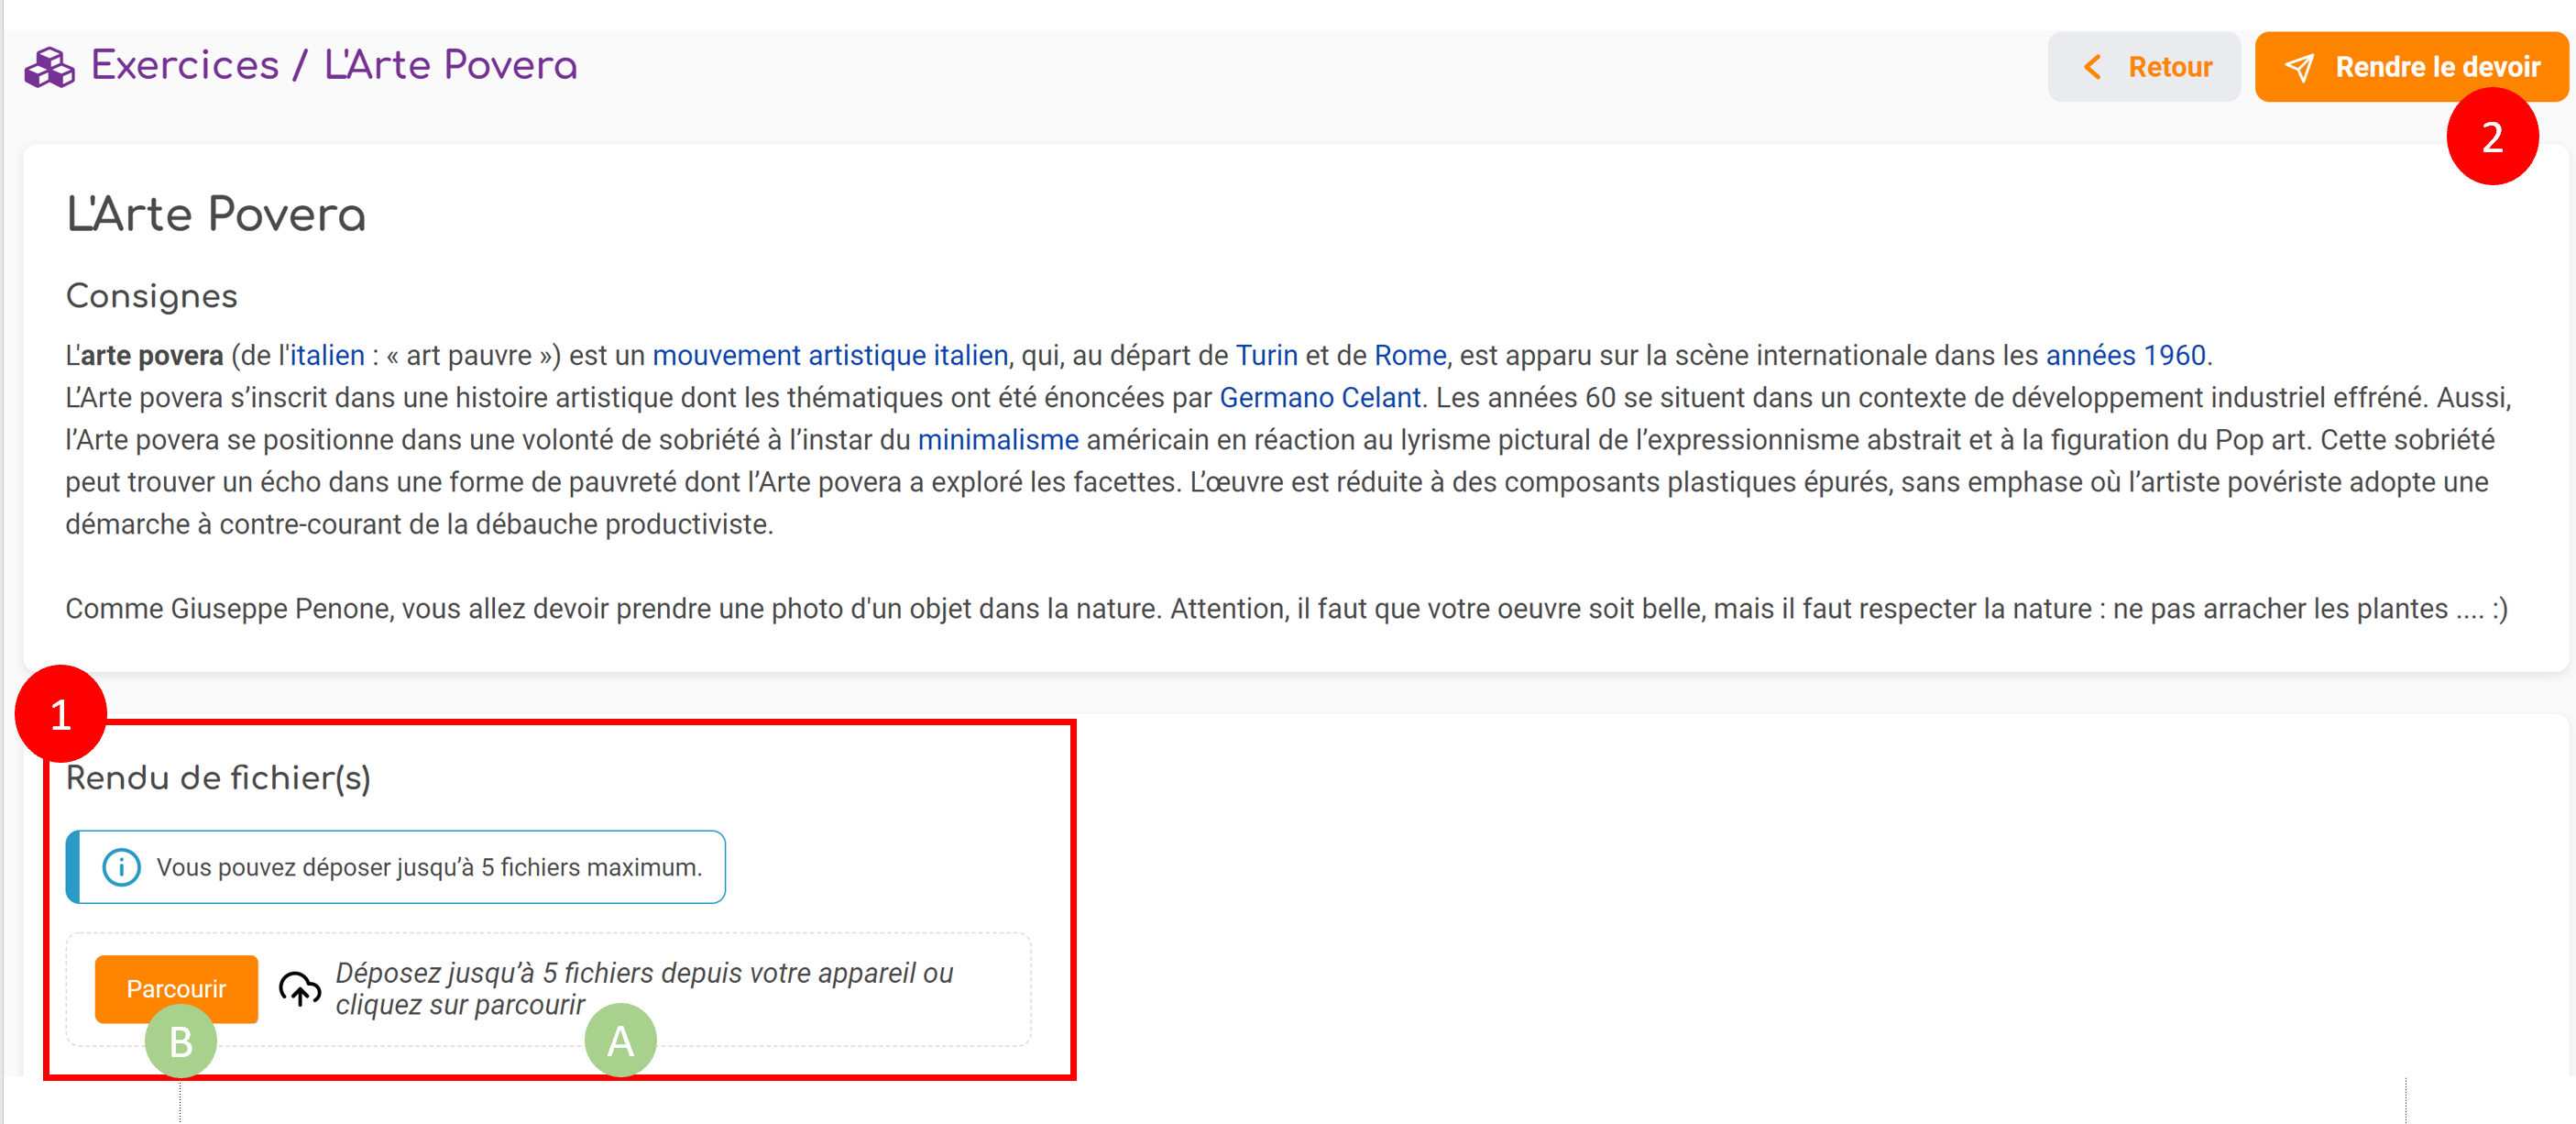 Exercices / L'Arte Povera
Retour
Rendre le devoir
2
L'Arte Povera
Consignes
L'arte povera (de l'italien : « art pauvre ») est un mouvement artistique italien, qui, au départ de Turin et de Rome, est apparu sur la scène internationale dans les années 1960.
L’Arte povera s’inscrit dans une histoire artistique dont les thématiques ont été énoncées par Germano Celant. Les années 60 se situent dans un contexte de développement industriel effréné. Aussi,
l’Arte povera se positionne dans une volonté de sobriété à l’instar du minimalisme américain en réaction au lyrisme pictural de l’expressionnisme abstrait et à la figuration du Pop art. Cette sobriété
peut trouver un écho dans une forme de pauvreté dont l’Arte povera a exploré les facettes. L’œuvre est réduite à des composants plastiques épurés, sans emphase où l’artiste povériste adopte une
démarche à contre-courant de la débauche productiviste.
Comme Giuseppe Penone, vous allez devoir prendre une photo d'un objet dans la nature. Attention, il faut que votre oeuvre soit belle, mais il faut respecter la nature : ne pas arracher les plantes .... :)
1
Rendu de fichier(s)
Vous pouvez déposer jusqu’à 5 fichiers maximum.
Parcourir
Déposez jusqu’à 5 fichiers depuis votre appareil ou
cliquez sur parcourir
B
A